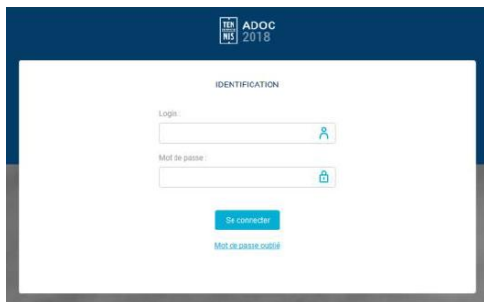 TEN
NIS
ADOC
2018
IDENTIFICATION
Login :
Mot de passe :
Se connecter
Mot de passe oublié